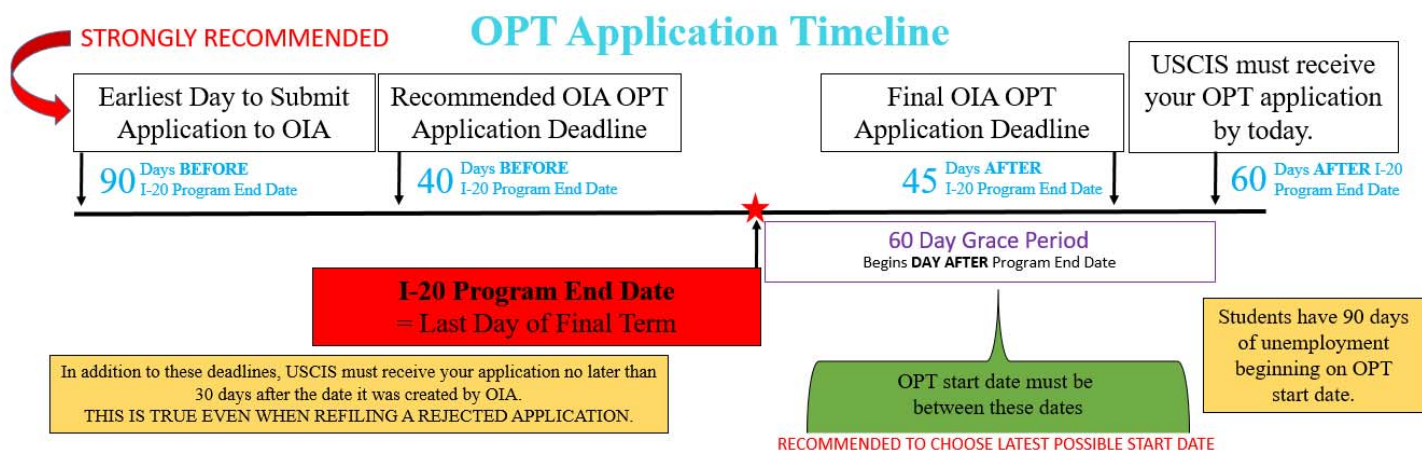 STRONGLY RECOMMENDED
OPT Application Timeline
Earliest Day to Submit
Application to OIA
Recommended OIA OPT
Application Deadline
Final OIA OPT
Application Deadline
USCIS must receive
your OPT application
by today.
90 Days BEFORE
I-20 Program End Date
40 Days BEFORE
I-20 Program End Date
45 Days AFTER
I-20 Program End Date
60 Days AFTER I-20
Program End Date
60 Day Grace Period
Begins DAY AFTER Program End Date
I-20 Program End Date
= Last Day of Final Term
In addition to these deadlines, USCIS must receive your application no later than
30 days after the date it was created by OIA.
THIS IS TRUE EVEN WHEN REFILING A REJECTED APPLICATION.
OPT start date must be
between these dates
RECOMMENDED TO CHOOSE LATEST POSSIBLE START DATE
Students have 90 days
of unemployment
beginning on OPT
start date.